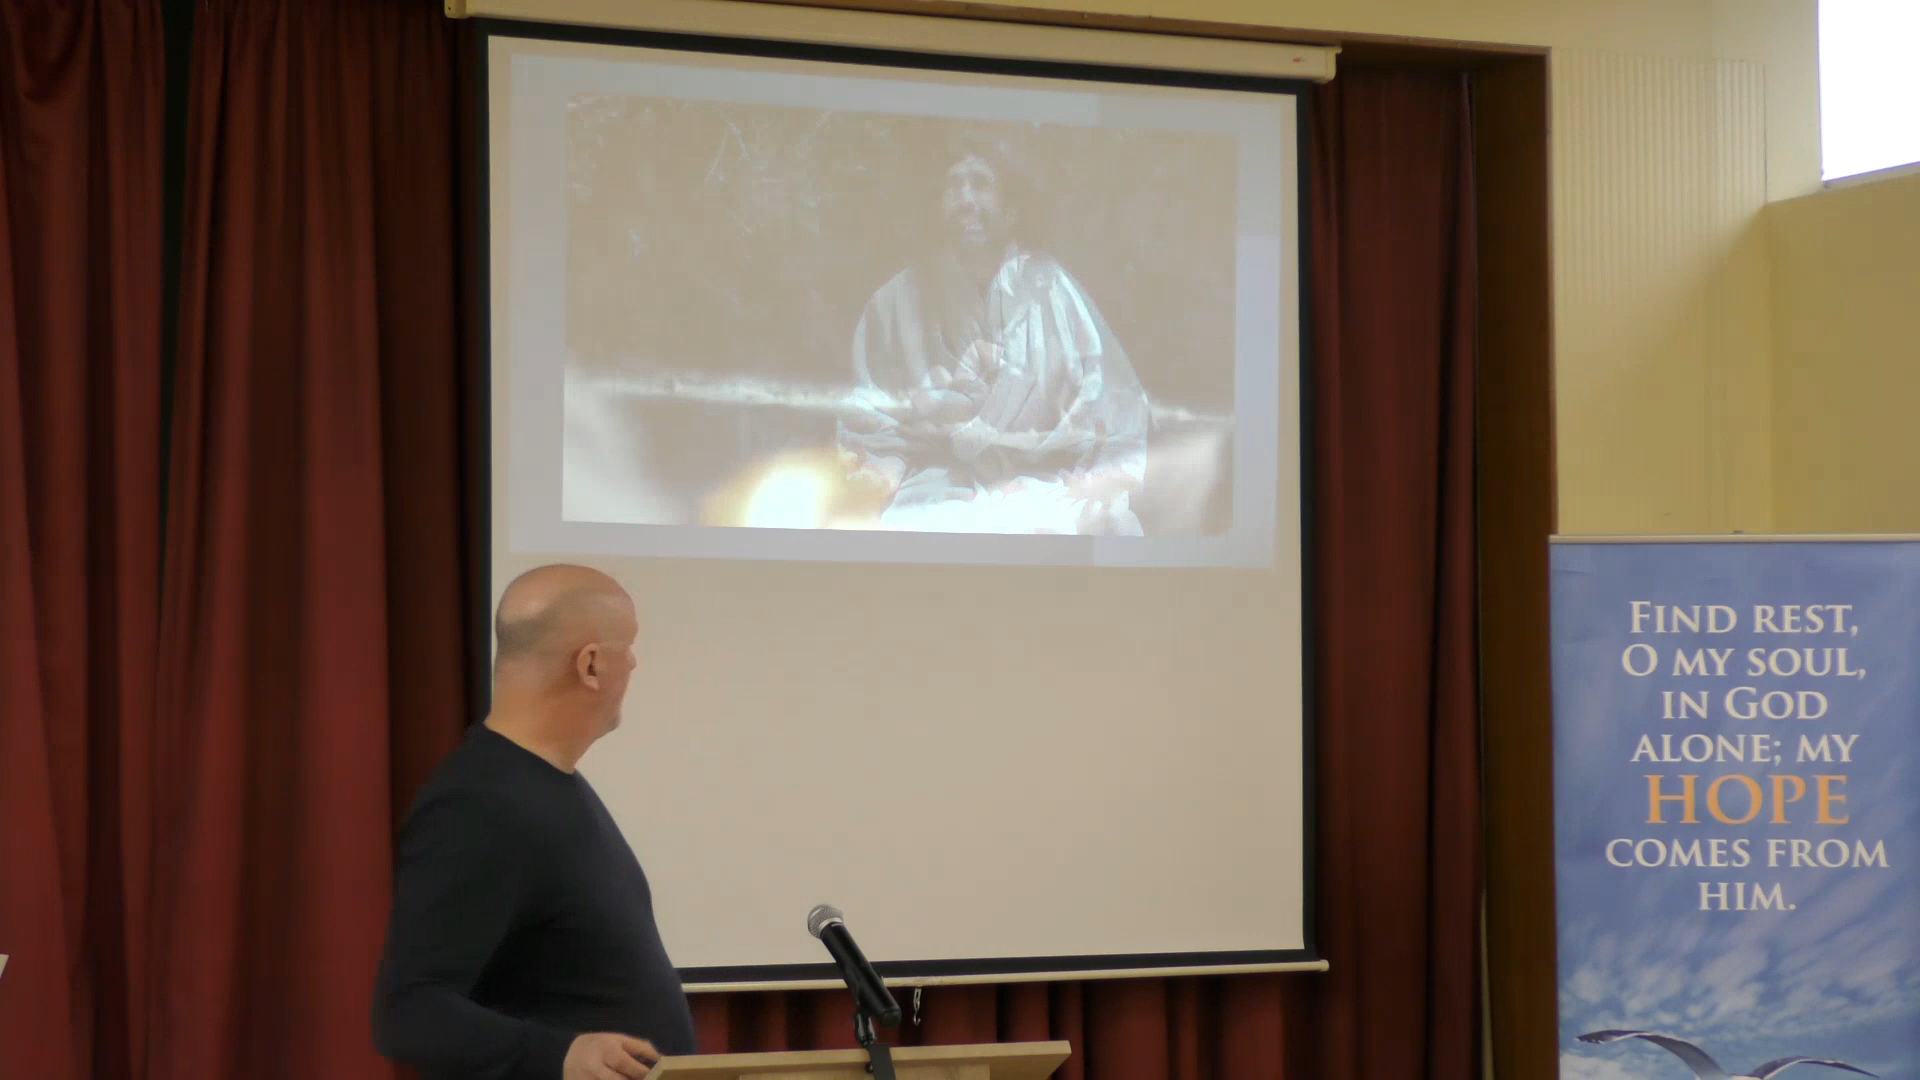 FIND REST,
O MY SOUL,
IN GOD
ALONE; MY
HOPE
COMES FROM
HIM.